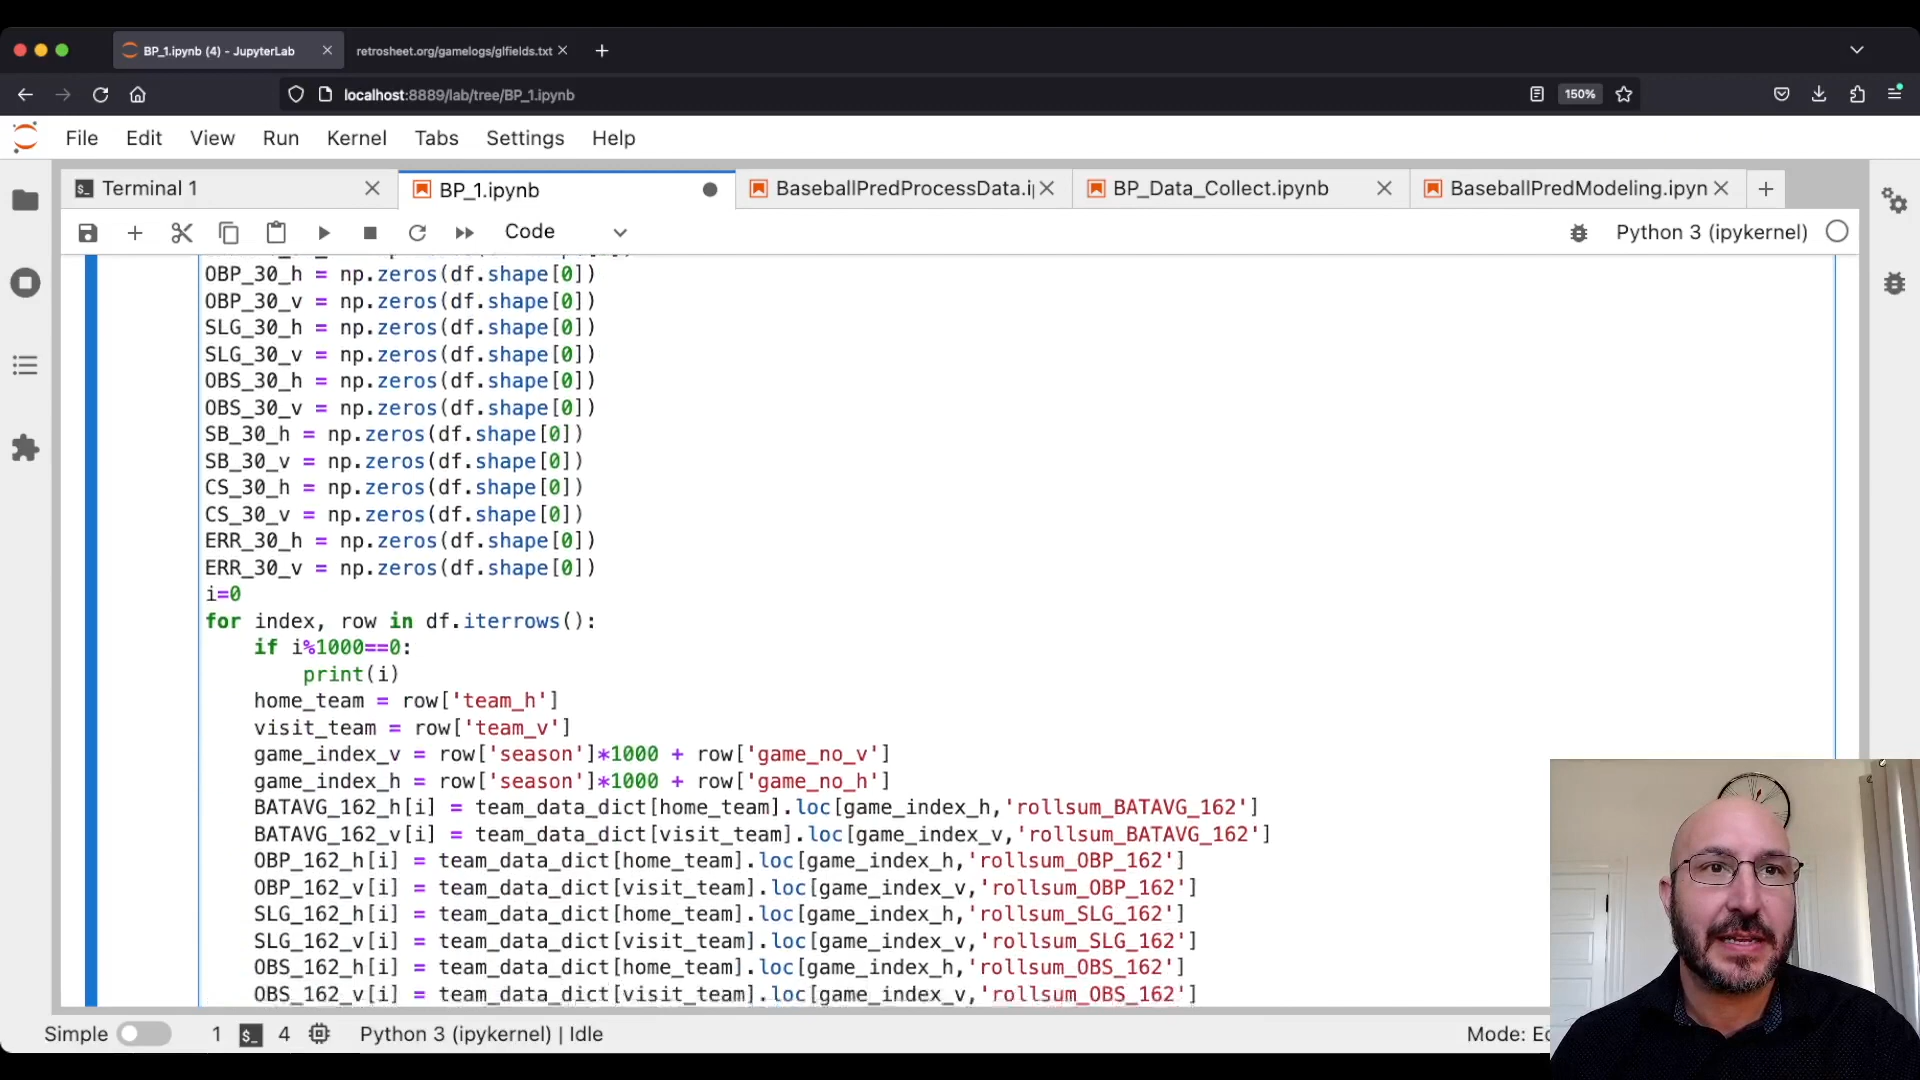 BP_1.ipynb (4) - JupyterLab
retrosheet.org/gamelogs/glfields.txt
localhost:8889/lab/tree/BP_1.ipynb
150%
File Edit View Run Kernel Tabs Settings Help
Terminal 1
BP_1.ipynb
BaseballPredProcessData.i
BP_Data_Collect.ipynb
BaseballPredModeling.ipyn
Code
Python 3 (ipykernel)
OBP_30_h = np.zeros(df.shape[0])
OBP_30_v = np.zeros(df.shape[0])
SLG_30_h = np.zeros(df.shape[0])
SLG_30_v = np.zeros(df.shape[0])
OBS_30_h = np.zeros(df.shape[0])
OBS_30_v = np.zeros(df.shape[0])
SB_30_h = np.zeros(df.shape[0])
SB_30_v = np.zeros(df.shape[0])
CS_30_h = np.zeros(df.shape[0])
CS_30_v = np.zeros(df.shape[0])
ERR_30_h = np.zeros(df.shape[0])
ERR_30_v = np.zeros(df.shape[0])
i=0
for index, row in df.iterrows():
if i%1000==0:
print(i)
home_team = row['team_h']
visit_team = row['team_v']
game_index_v = row['season']*1000 + row['game_no_v']
game_index_h = row['season']*1000 + row['game_no_h']
BATAVG_162_h[i] = team_data_dict[home_team].loc[game_index_h,'rollsum_BATAVG_162']
BATAVG_162_v[i] = team_data_dict[visit_team].loc[game_index_v,'rollsum_BATAVG_162']
OBP_162_h[i] = team_data_dict[home_team].loc[game_index_h,'rollsum_OBP_162']
OBP_162_v[i] = team_data_dict[visit_team].loc[game_index_v,'rollsum_OBP_162']
SLG_162_h[i] = team_data_dict[home_team].loc[game_index_h,'rollsum_SLG_162']
SLG_162_v[i] = team_data_dict[visit_team].loc[game_index_v,'rollsum_SLG_162']
OBS_162_h[i] = team_data_dict[home_team].loc[game_index_h,'rollsum_OBS_162']
OBS_162_v[i] = team_data_dict[visit_team].loc[game_index_v,'rollsum_OBS_162']
Simple 1 $_ 4 Python 3 (ipykernel) | Idle
Mode: Ed